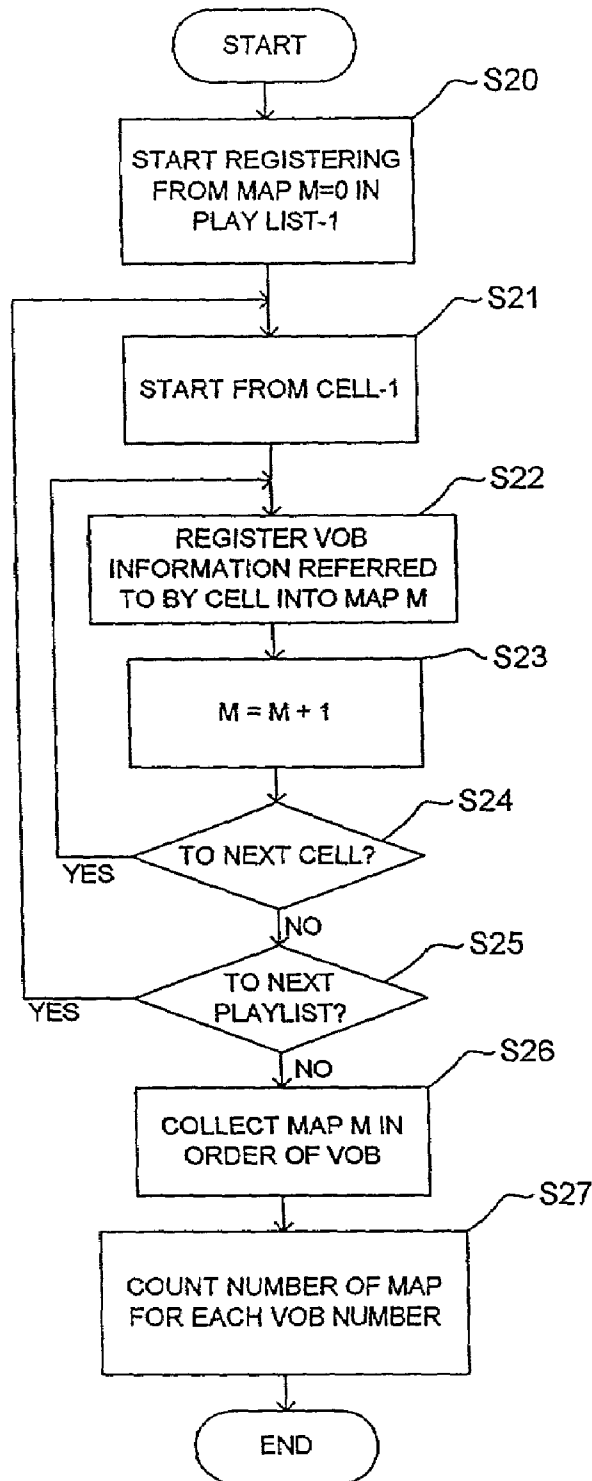 START
S20
START REGISTERING
FROM MAP M=0 IN
PLAY LIST-1
S21
START FROM CELL-1
S22
REGISTER VOB
INFORMATION REFERRED
TO BY CELL INTO MAP M
S23
M = M + 1
S24
TO NEXT CELL?
YES
NO
S25
TO NEXT
PLAYLIST?
YES
NO
S26
COLLECT MAP M IN
ORDER OF VOB
S27
COUNT NUMBER OF MAP
FOR EACH VOB NUMBER
END